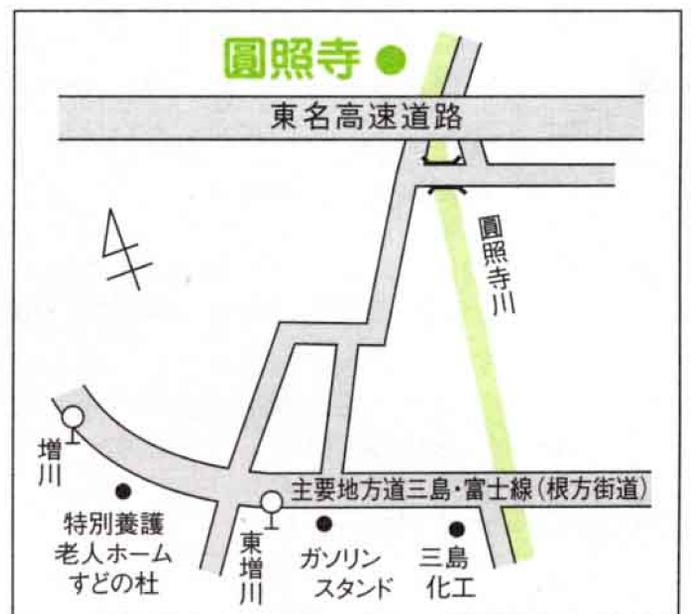 圓照寺
東名高速道路
圓照寺川
増川
主要地方道三島・富士線(根方街道)
特別養護
老人ホーム
すどの杜
東増川
ガソリン
スタンド
三島
化工